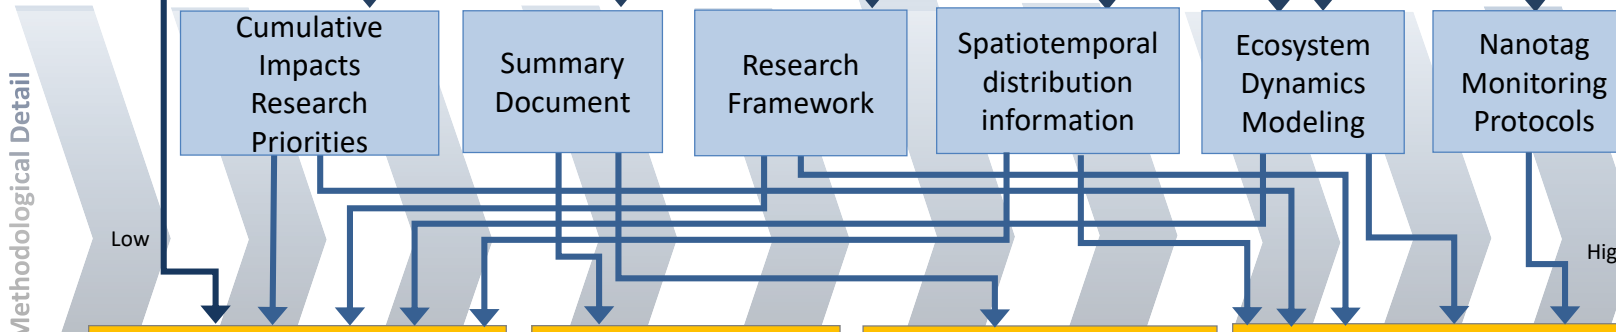 Cumulative
Impacts
Research
Priorities
Summary
Document
Research
Framework
Spatiotemporal
distribution
information
Ecosystem
Dynamics
Modeling
Nanotag
Monitoring
Protocols
Methodological Detail
Low
Hig